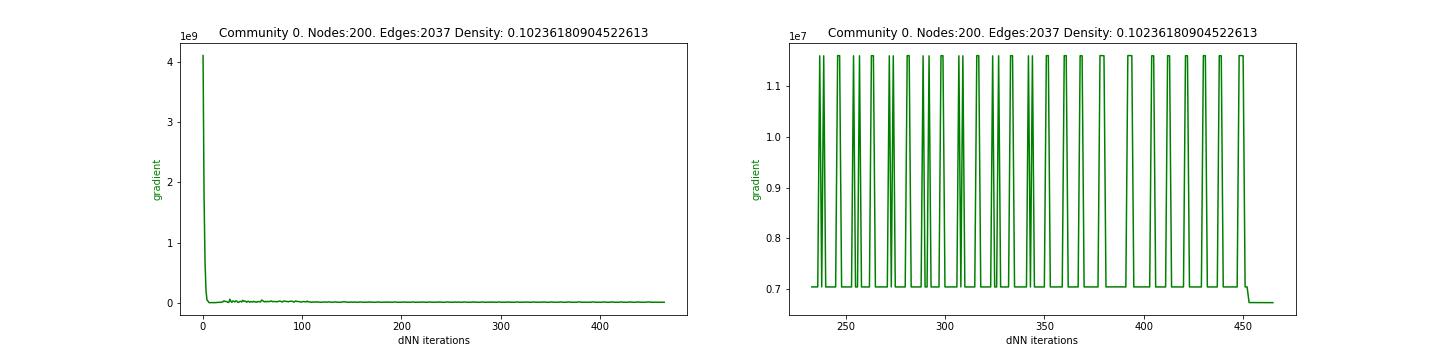 Community 0. Nodes:200. Edges:2037 Density: 0.10236180904522613
1e9
4
3
2
1
0
gradient
0
100
200
300
400
dNN iterations
Community 0. Nodes:200. Edges:2037 Density: 0.10236180904522613
1e7
1.1
1.0
0.9
0.8
0.7
gradient
250
300
350
400
450
dNN iterations